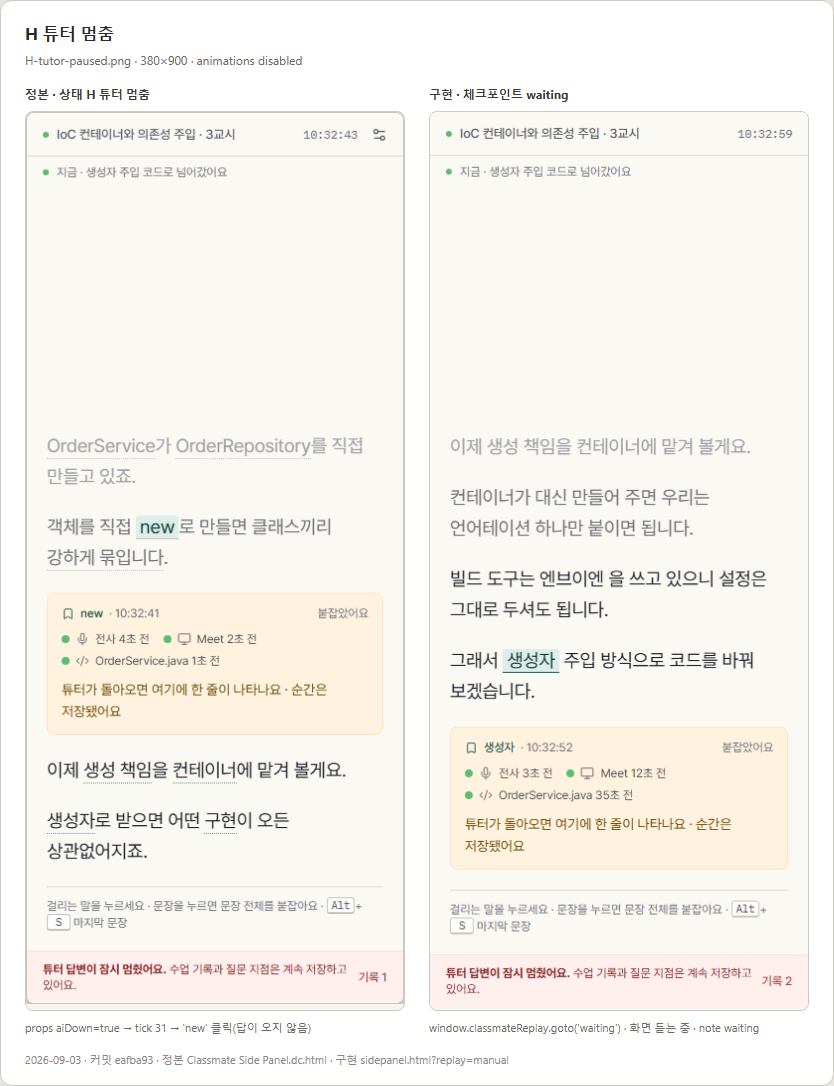 H 튜터 멈춤
H-tutor-paused.png · 380×900 · animations disabled
정본 · 상태 H 튜터 멈춤
IoC 컨테이너와 의존성 주입 · 3교시 10:32:43
지금 · 생성자 주입 코드로 넘어갔어요
OrderService가 OrderRepository를 직접
만들고 있죠.
객체를 직접 new로 만들면 클래스끼리
강하게 묶입니다.
new · 10:32:41 붙잡았어요
전사 4초 전 Meet 2초 전
OrderService.java 1초 전
튜터가 돌아오면 여기에 한 줄이 나타나요 · 순간은
저장됐어요
이제 생성 책임을 컨테이너에 맡겨 볼게요.
생성자로 받으면 어떤 구현이 오든
상관없어지죠.
걸리는 말을 누르세요 · 문장을 누르면 문장 전체를 붙잡아요 · Alt +
S 마지막 문장
튜터 답변이 잠시 멈췄어요. 수업 기록과 질문 지점은 계속 저장하고
있어요. 기록 1
props aiDown=true → tick 31 → 'new' 클릭(답이 오지 않음)
구현 · 체크포인트 waiting
IoC 컨테이너와 의존성 주입 · 3교시 10:32:59
지금 · 생성자 주입 코드로 넘어갔어요
이제 생성 책임을 컨테이너에 맡겨 볼게요.
컨테이너가 대신 만들어 주면 우리는
언어테이션 하나만 붙이면 됩니다.
빌드 도구는 엔브이엔 을 쓰고 있으니 설정은
그대로 두셔도 됩니다.
그래서 생성자 주입 방식으로 코드를 바꿔
보겠습니다.
생성자 · 10:32:52 붙잡았어요
전사 3초 전 Meet 12초 전
OrderService.java 35초 전
튜터가 돌아오면 여기에 한 줄이 나타나요 · 순간은
저장됐어요
걸리는 말을 누르세요 · 문장을 누르면 문장 전체를 붙잡아요 · Alt +
S 마지막 문장
튜터 답변이 잠시 멈췄어요. 수업 기록과 질문 지점은 계속 저장하고
있어요. 기록 2
window.classmateReplay.goto('waiting') · 화면 듣는 중 · note waiting
2026-09-03 · 커밋 eafba93 · 정본 Classmate Side Panel.dc.html · 구현 sidepanel.html?replay=manual